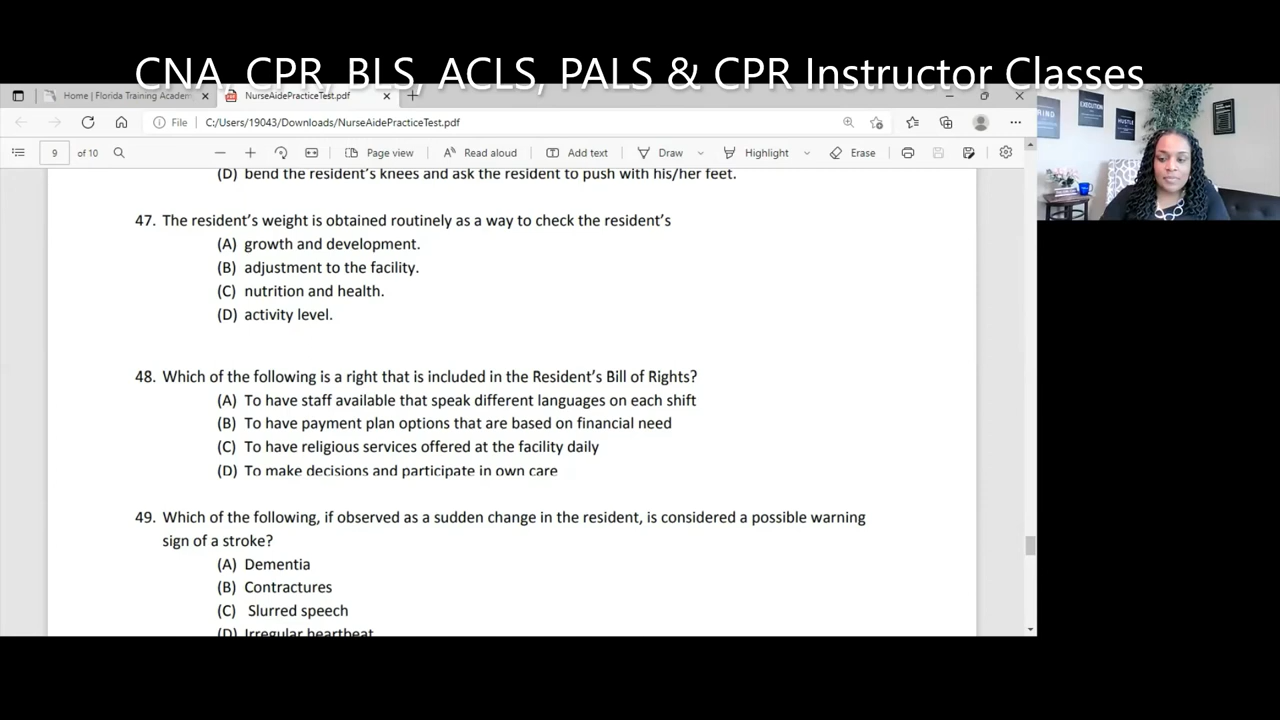 CNA, CPR, BLS, ACLS, PALS & CPR Instructor Classes
Home | Florida Training Academ
NurseAidePracticeTest.pdf
File C:/Users/19043/Downloads/NurseAidePracticeTest.pdf
9 of 10 Page view Read aloud Add text Draw Highlight Erase
(D) bend the resident's knees and ask the resident to push with his/her feet.
47. The resident's weight is obtained routinely as a way to check the resident's
(A) growth and development.
(B) adjustment to the facility.
(C) nutrition and health.
(D) activity level.
48. Which of the following is a right that is included in the Resident's Bill of Rights?
(A) To have staff available that speak different languages on each shift
(B) To have payment plan options that are based on financial need
(C) To have religious services offered at the facility daily
(D) To make decisions and participate in own care
49. Which of the following, if observed as a sudden change in the resident, is considered a possible warning
sign of a stroke?
(A) Dementia
(B) Contractures
(C) Slurred speech
(D) Irregular heartbeat
EXECUTION
HUSTLE